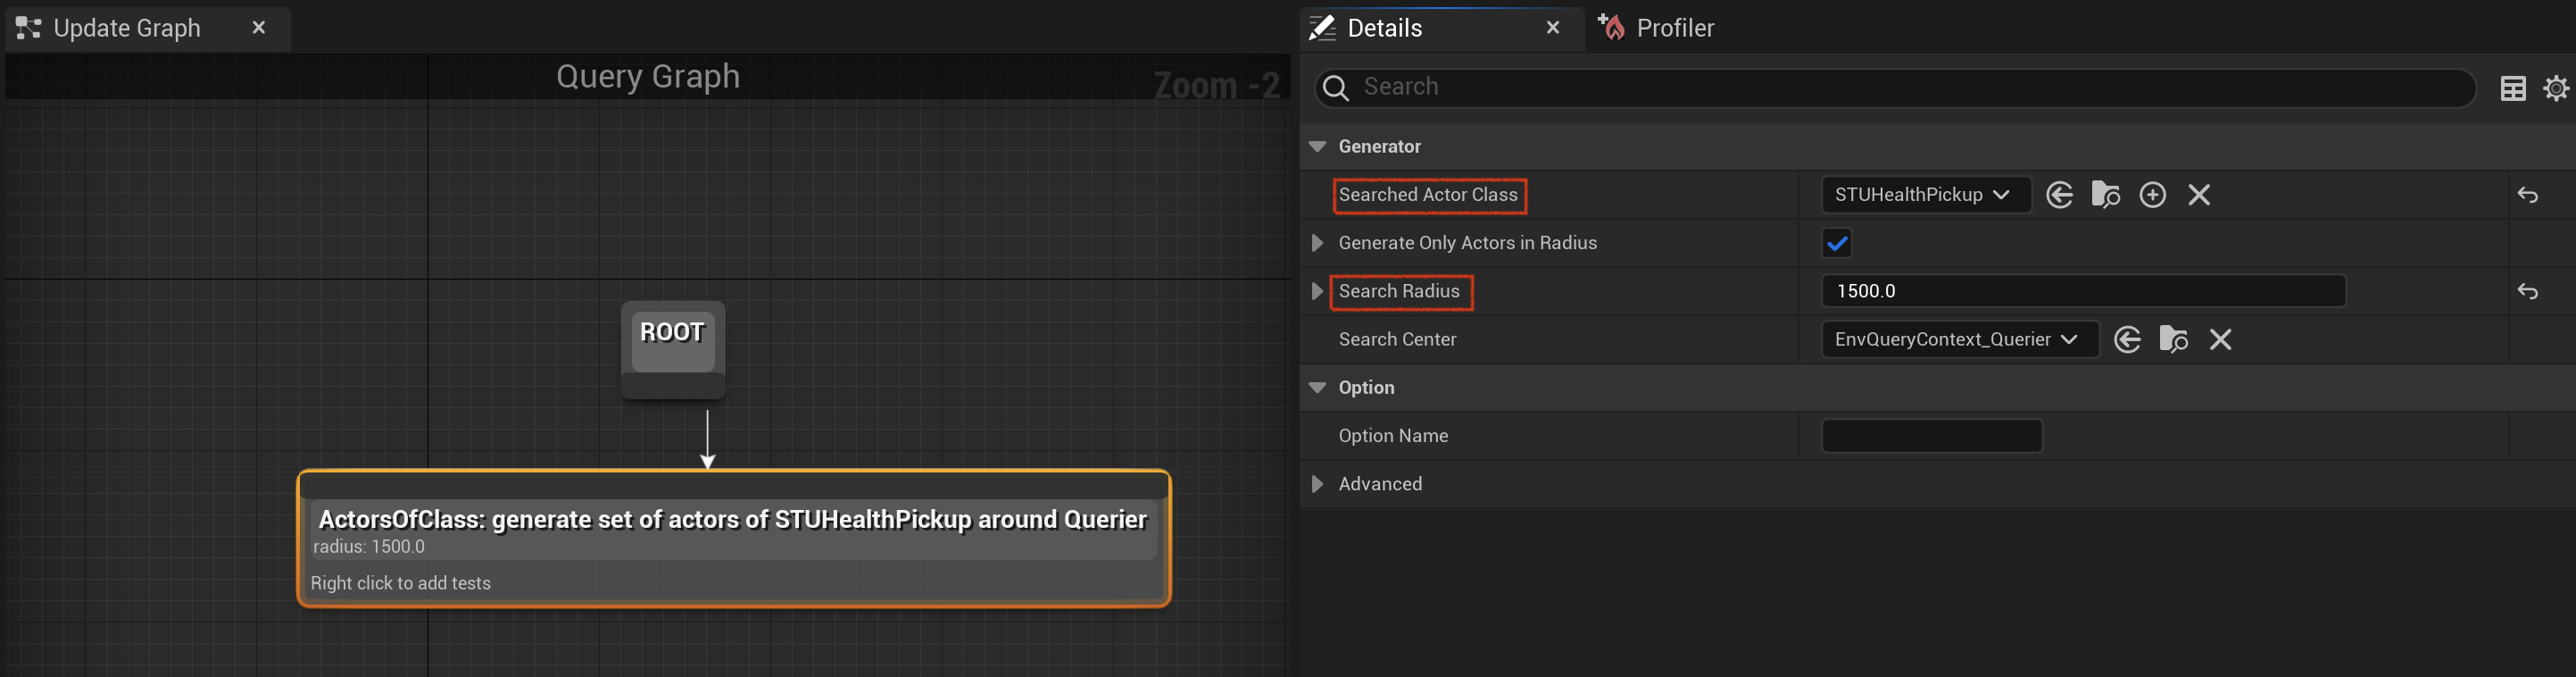 Update Graph
Query Graph
Zoom -2
ROOT
ActorsOfClass: generate set of actors of STUHealthPickup around Querier
radius: 1500.0
Right click to add tests
Details
Profiler
Search
Generator
Searched Actor Class STUHealthPickup
Generate Only Actors in Radius
Search Radius 1500.0
Search Center EnvQueryContext_Querier
Option
Option Name
Advanced